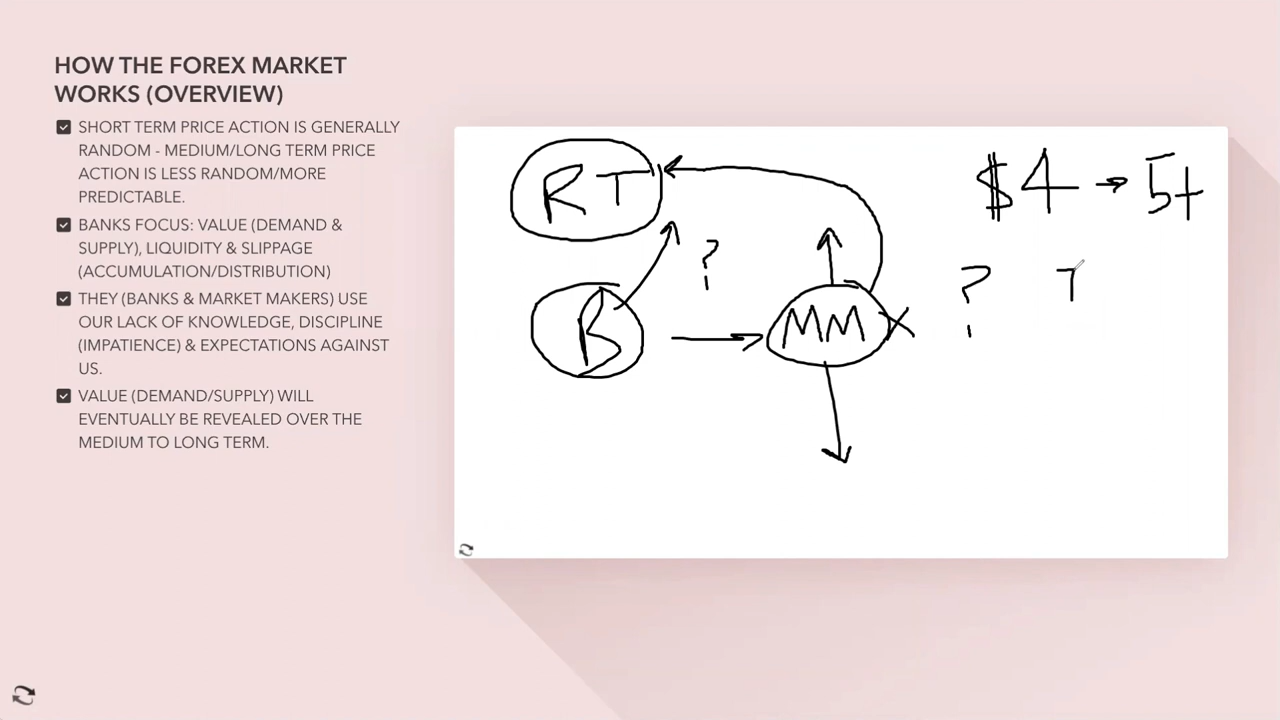 HOW THE FOREX MARKET
WORKS (OVERVIEW)
SHORT TERM PRICE ACTION IS GENERALLY
RANDOM - MEDIUM/LONG TERM PRICE
ACTION IS LESS RANDOM/MORE
PREDICTABLE.
BANKS FOCUS: VALUE (DEMAND &
SUPPLY), LIQUIDITY & SLIPPAGE
(ACCUMULATION/DISTRIBUTION)
THEY (BANKS & MARKET MAKERS) USE
OUR LACK OF KNOWLEDGE, DISCIPLINE
(IMPATIENCE) & EXPECTATIONS AGAINST
US.
VALUE (DEMAND/SUPPLY) WILL
EVENTUALLY BE REVEALED OVER THE
MEDIUM TO LONG TERM.
RT
$4 → 5+
?
? T
B
MM X